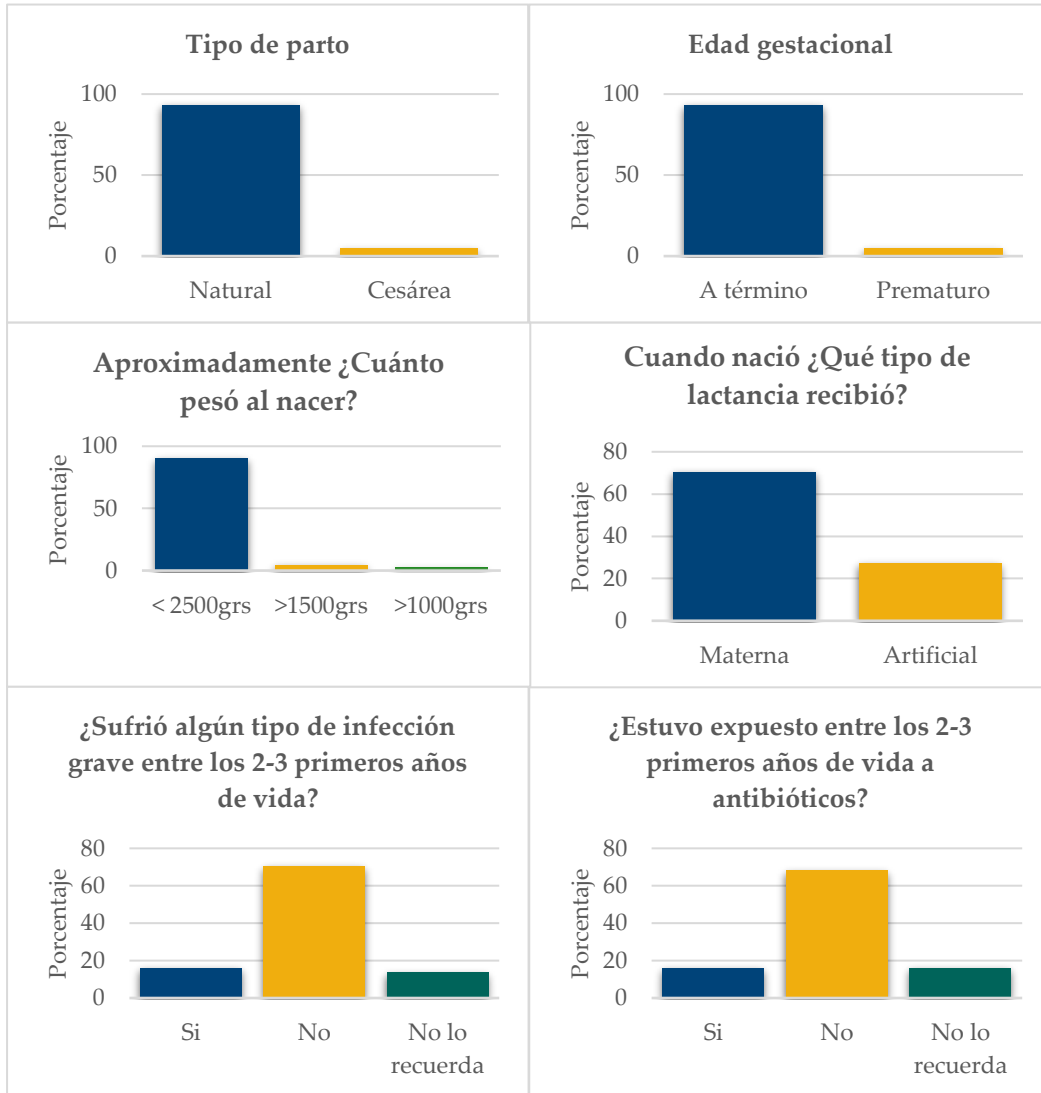 Tipo de parto
Porcentaje
100
50
0
Natural
Cesárea
Edad gestacional
Porcentaje
100
50
0
A término
Prematuro
Aproximadamente ¿Cuánto
pesó al nacer?
Porcentaje
100
50
0
< 2500grs
>1500grs
>1000grs
Cuando nació ¿Qué tipo de
lactancia recibió?
Porcentaje
80
60
40
20
0
Materna
Artificial
¿Sufrió algún tipo de infección
grave entre los 2-3 primeros años
de vida?
Porcentaje
80
60
40
20
0
Si
No
No lo
recuerda
¿Estuvo expuesto entre los 2-3
primeros años de vida a
antibióticos?
Porcentaje
80
60
40
20
0
Si
No
No lo
recuerda